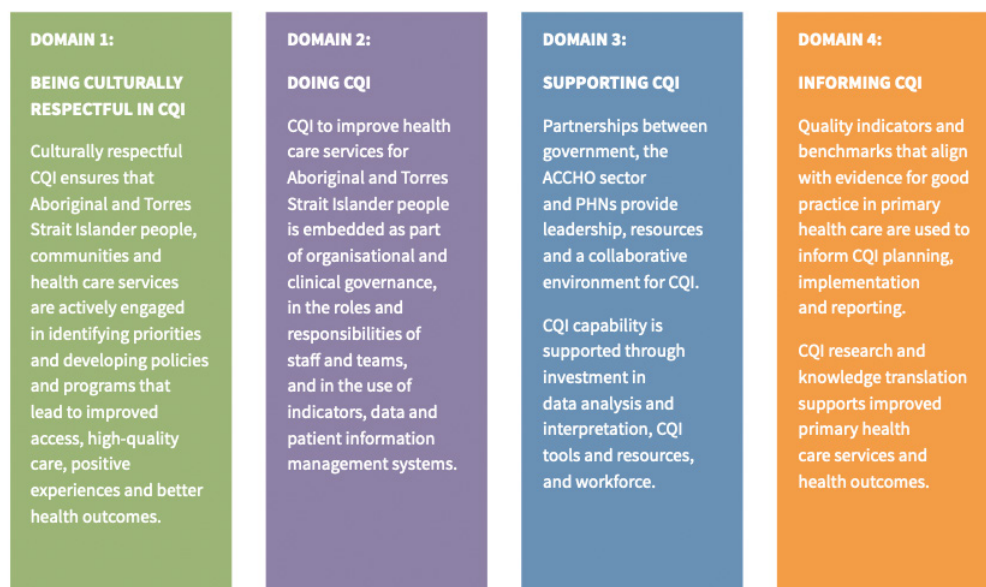 DOMAIN 1:
BEING CULTURALLY
RESPECTFUL IN CQI
Culturally respectful
CQI ensures that
Aboriginal and Torres
Strait Islander people,
communities and
health care services
are actively engaged
in identifying priorities
and developing policies
and programs that
lead to improved
access, high-quality
care, positive
experiences and better
health outcomes.
DOMAIN 2:
DOING CQI
CQI to improve health
care services for
Aboriginal and Torres
Strait Islander people
is embedded as part
of organisational and
clinical governance,
in the roles and
responsibilities of
staff and teams,
and in the use of
indicators, data and
patient information
management systems.
DOMAIN 3:
SUPPORTING CQI
Partnerships between
government, the
ACCHO sector
and PHNs provide
leadership, resources
and a collaborative
environment for CQI.
CQI capability is
supported through
investment in
data analysis and
interpretation, CQI
tools and resources,
and workforce.
DOMAIN 4:
INFORMING CQI
Quality indicators and
benchmarks that align
with evidence for good
practice in primary
health care are used to
inform CQI planning,
implementation
and reporting.
CQI research and
knowledge translation
supports improved
primary health
care services and
health outcomes.